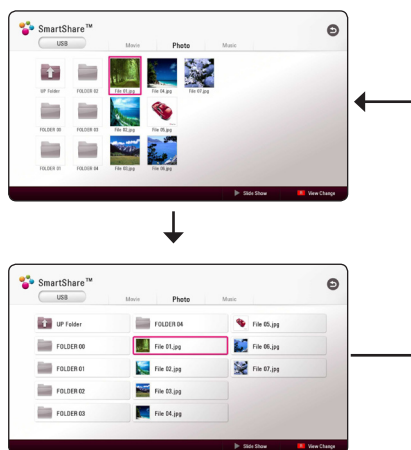 SmartShare™
USB
Movie Photo Music
UP Folder FOLDER 02 File 01.jpg File 04.jpg File 07.jpg
FOLDER 00 FOLDER 03 File 02.jpg File 05.jpg
FOLDER 01 FOLDER 04 File 03.jpg File 06.jpg
Slide Show View Change
SmartShare™
USB
Movie Photo Music
UP Folder FOLDER 04 File 05.jpg
FOLDER 00 File 01.jpg File 06.jpg
FOLDER 01 File 02.jpg File 07.jpg
FOLDER 02 File 03.jpg
FOLDER 03 File 04.jpg
Slide Show View Change